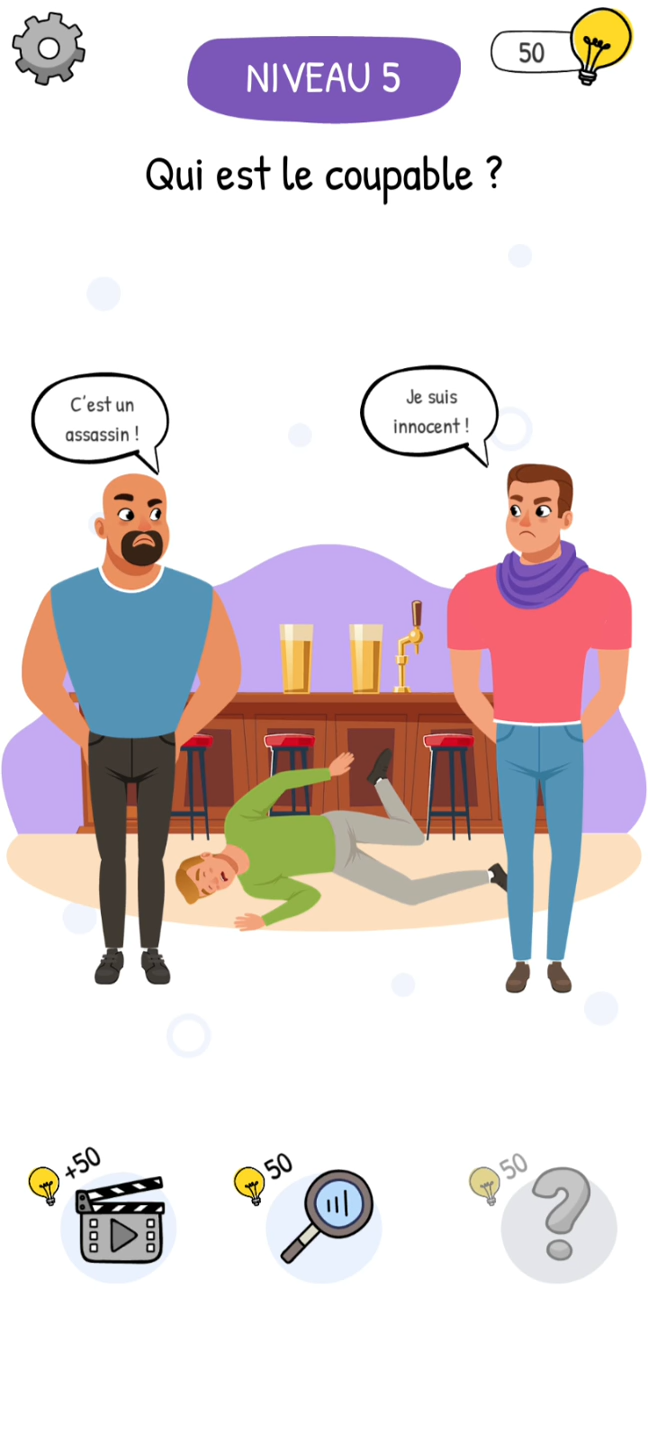 50
NIVEAU 5
Qui est le coupable ?
C'est un
assassin !
Je suis
innocent !
+50
50
50
?